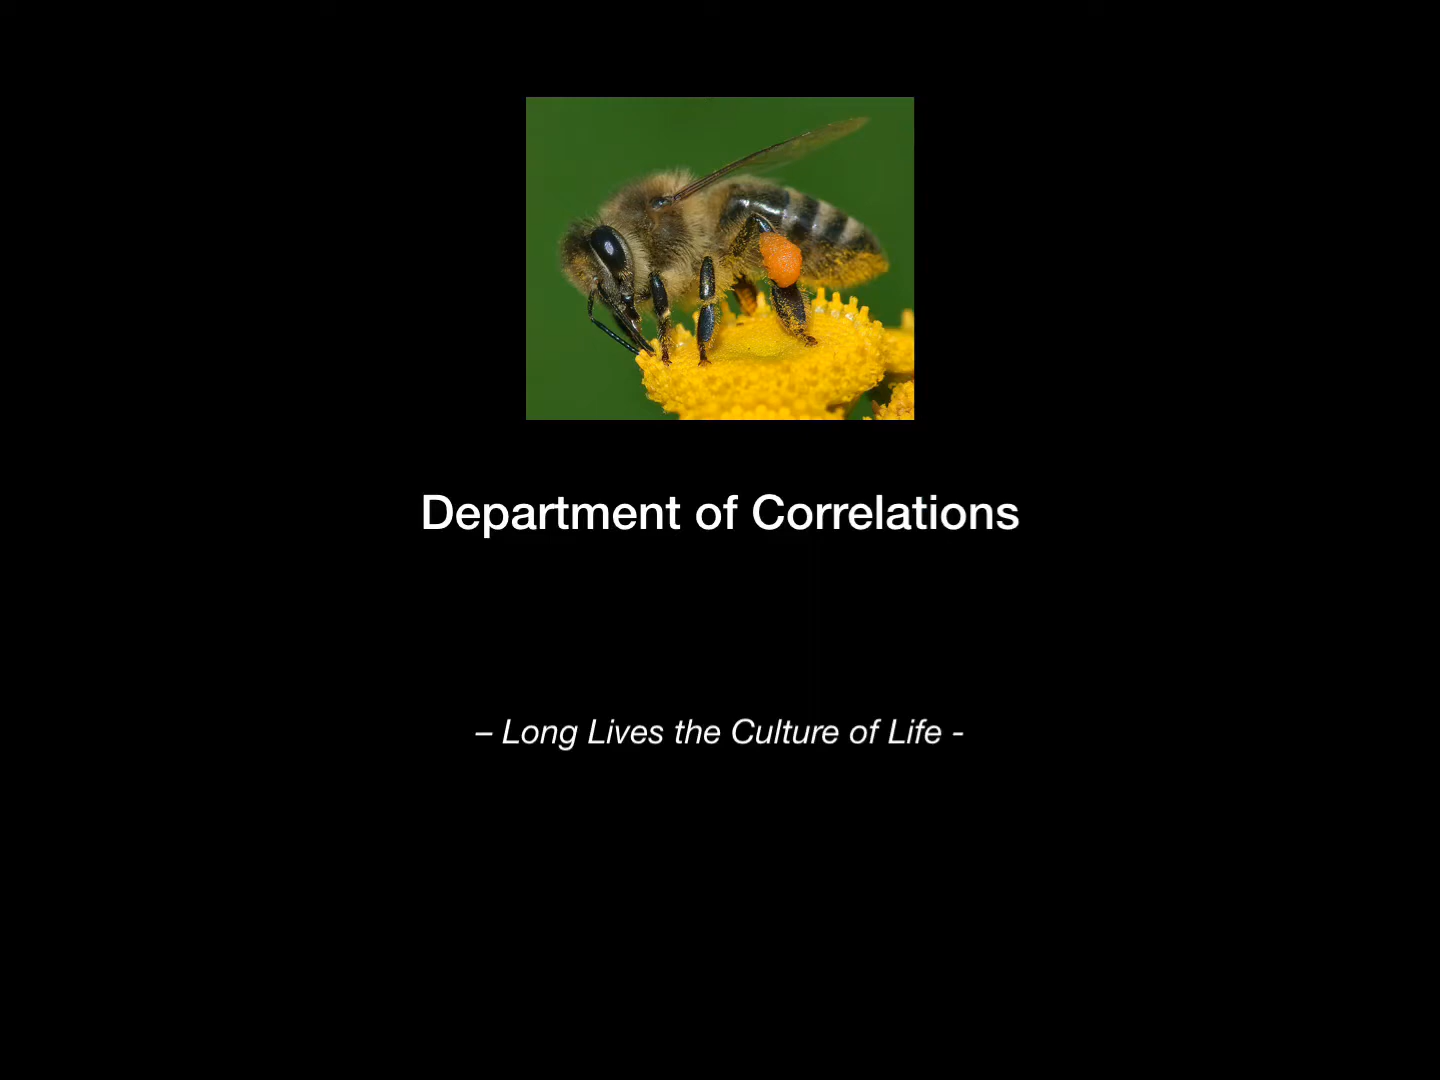 Department of Correlations
– Long Lives the Culture of Life -